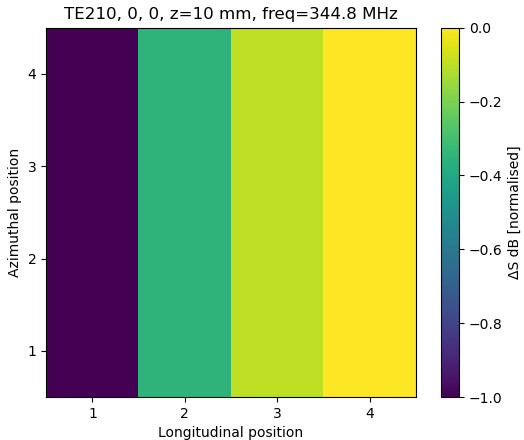 TE210, 0, 0, z=10 mm, freq=344.8 MHz
Azimuthal position
4
3
2
1
1 2 3 4
Longitudinal position
0.0
−0.2
−0.4
−0.6
−0.8
−1.0
ΔS dB [normalised]